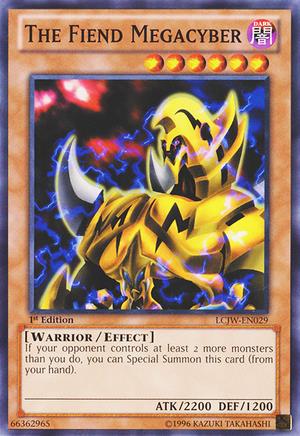 THE FIEND MEGACYBER
DARK
闇
1st Edition
LCJW-EN029
[WARRIOR / EFFECT]
If your opponent controls at least 2 more monsters
than you do, you can Special Summon this card (from
your hand).
ATK/2200 DEF/1200
66362965
©1996 KAZUKI TAKAHASHI